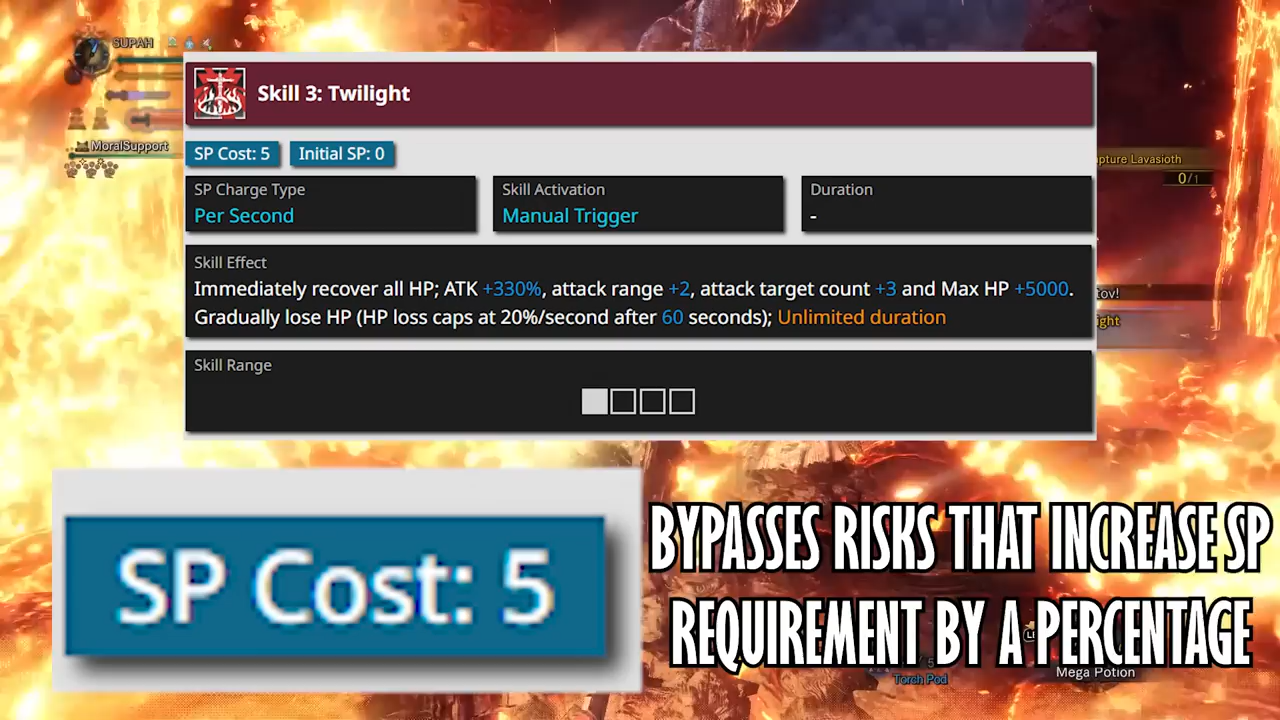 SUPAH
MoralSupport
Skill 3: Twilight
SP Cost: 5
Initial SP: 0
SP Charge Type
Per Second
Skill Activation
Manual Trigger
Duration
-
Skill Effect
Immediately recover all HP; ATK +330%, attack range +2, attack target count +3 and Max HP +5000.
Gradually lose HP (HP loss caps at 20%/second after 60 seconds); Unlimited duration
Skill Range
pture Lavasioth
0/1
tov!
ight
SP Cost: 5
BYPASSES RISKS THAT INCREASE SP
REQUIREMENT BY A PERCENTAGE
Torch Pod
Mega Potion